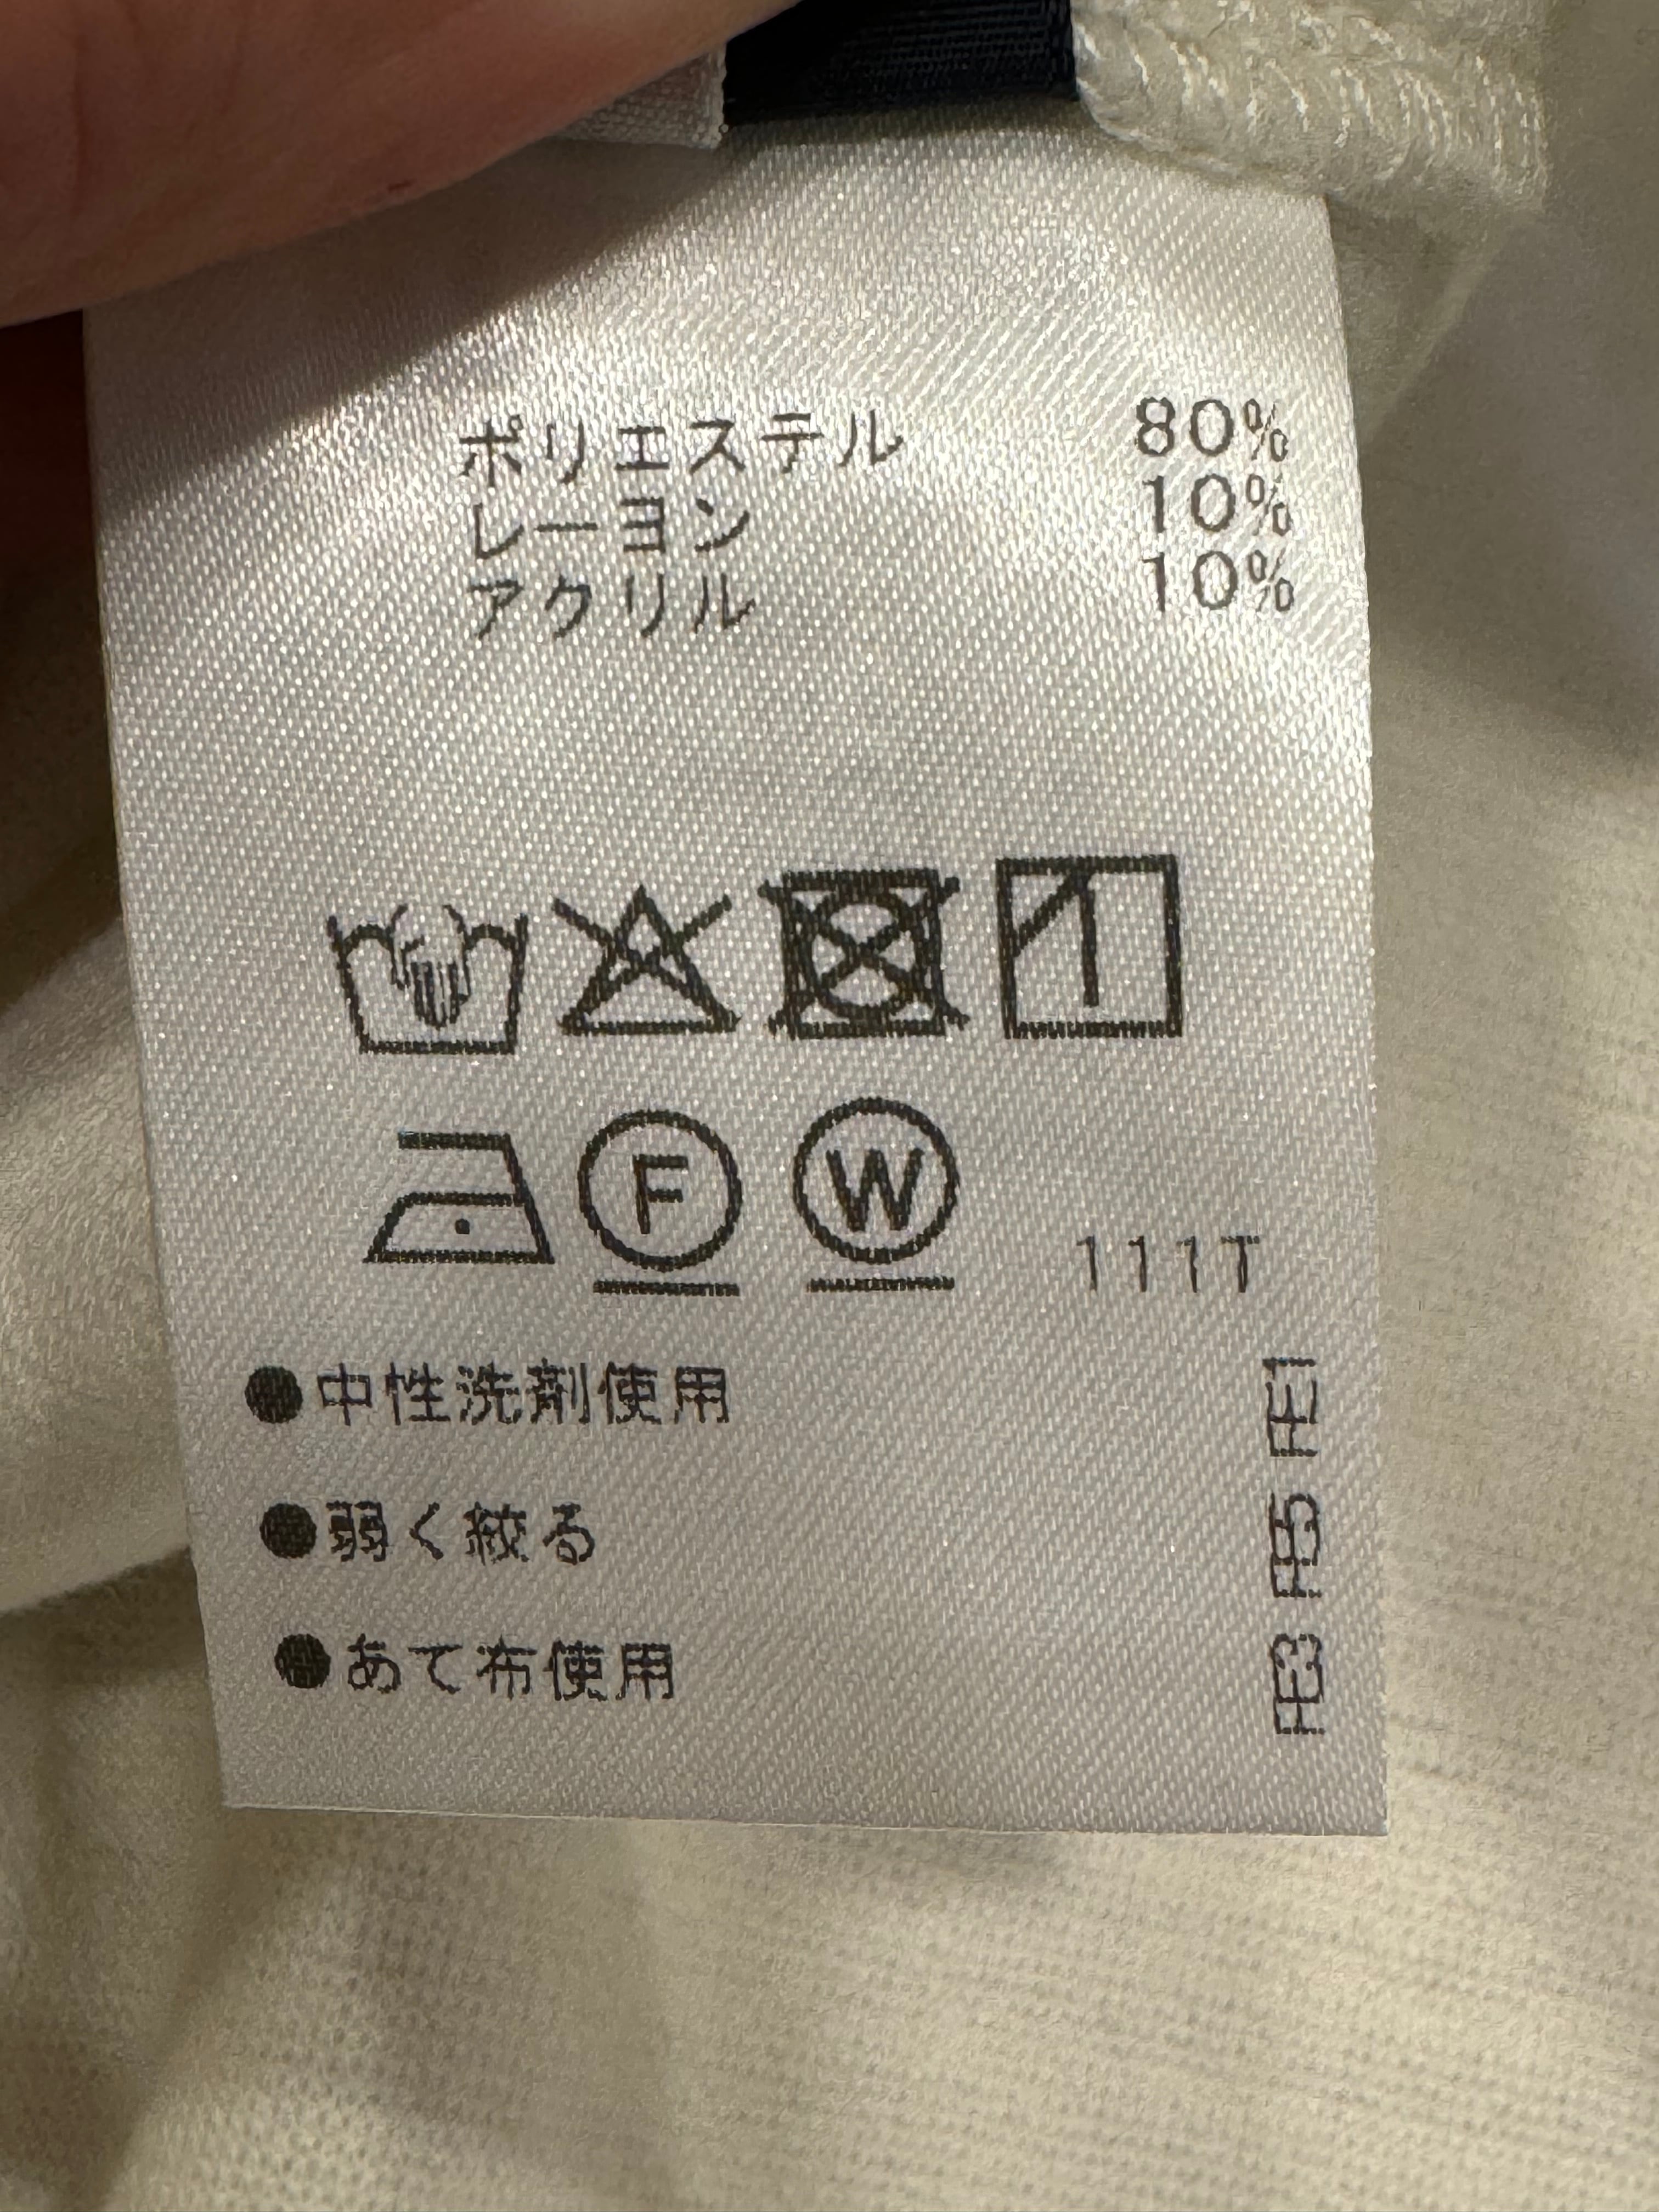 ポリエステル 80%
レーヨン 10%
アクリル 10%
F W 111T
●中性洗剤使用
●弱く絞る
●あて布使用